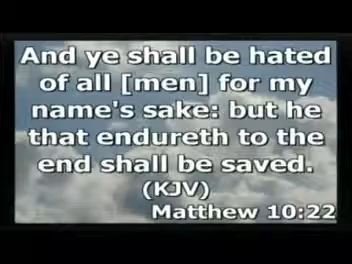 And ye shall be hated
of all [men] for my
name's sake: but he
that endureth to the
end shall be saved.
(KJV)
Matthew 10:22